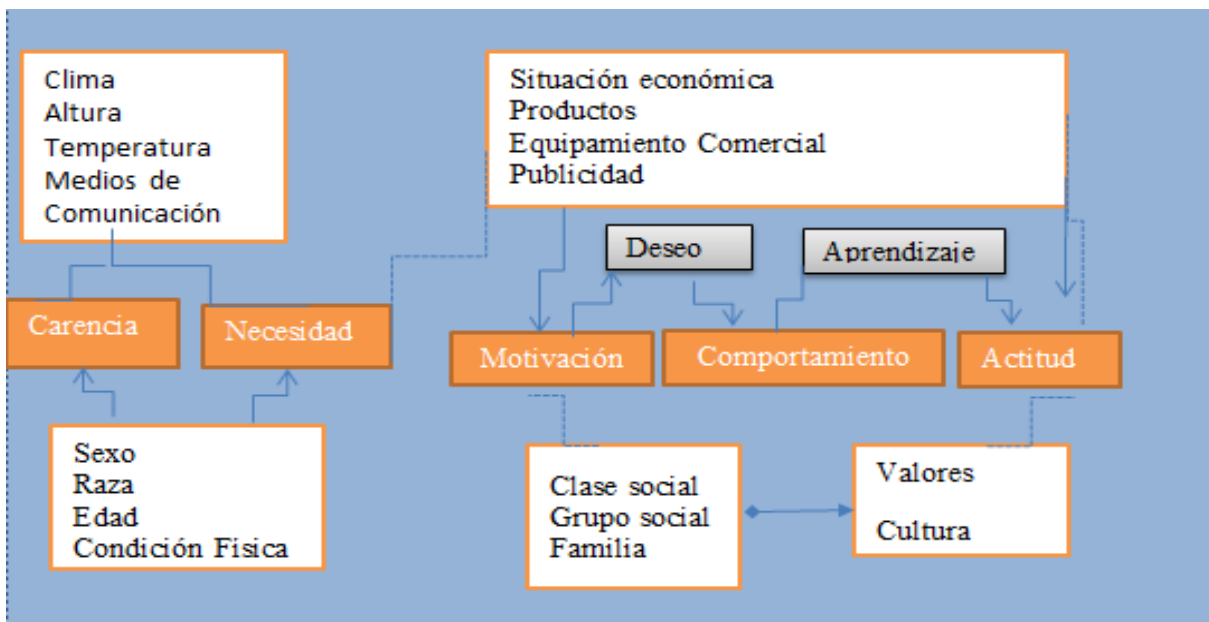 Clima
Altura
Temperatura
Medios de
Comunicación
Situación económica
Productos
Equipamiento Comercial
Publicidad
Deseo
Aprendizaje
Carencia
Necesidad
Motivación
Comportamiento
Actitud
Sexo
Raza
Edad
Condición Física
Clase social
Grupo social
Familia
Valores
Cultura